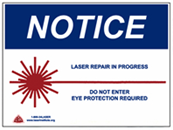 NOTICE
LASER REPAIR IN PROGRESS
DO NOT ENTER
EYE PROTECTION REQUIRED